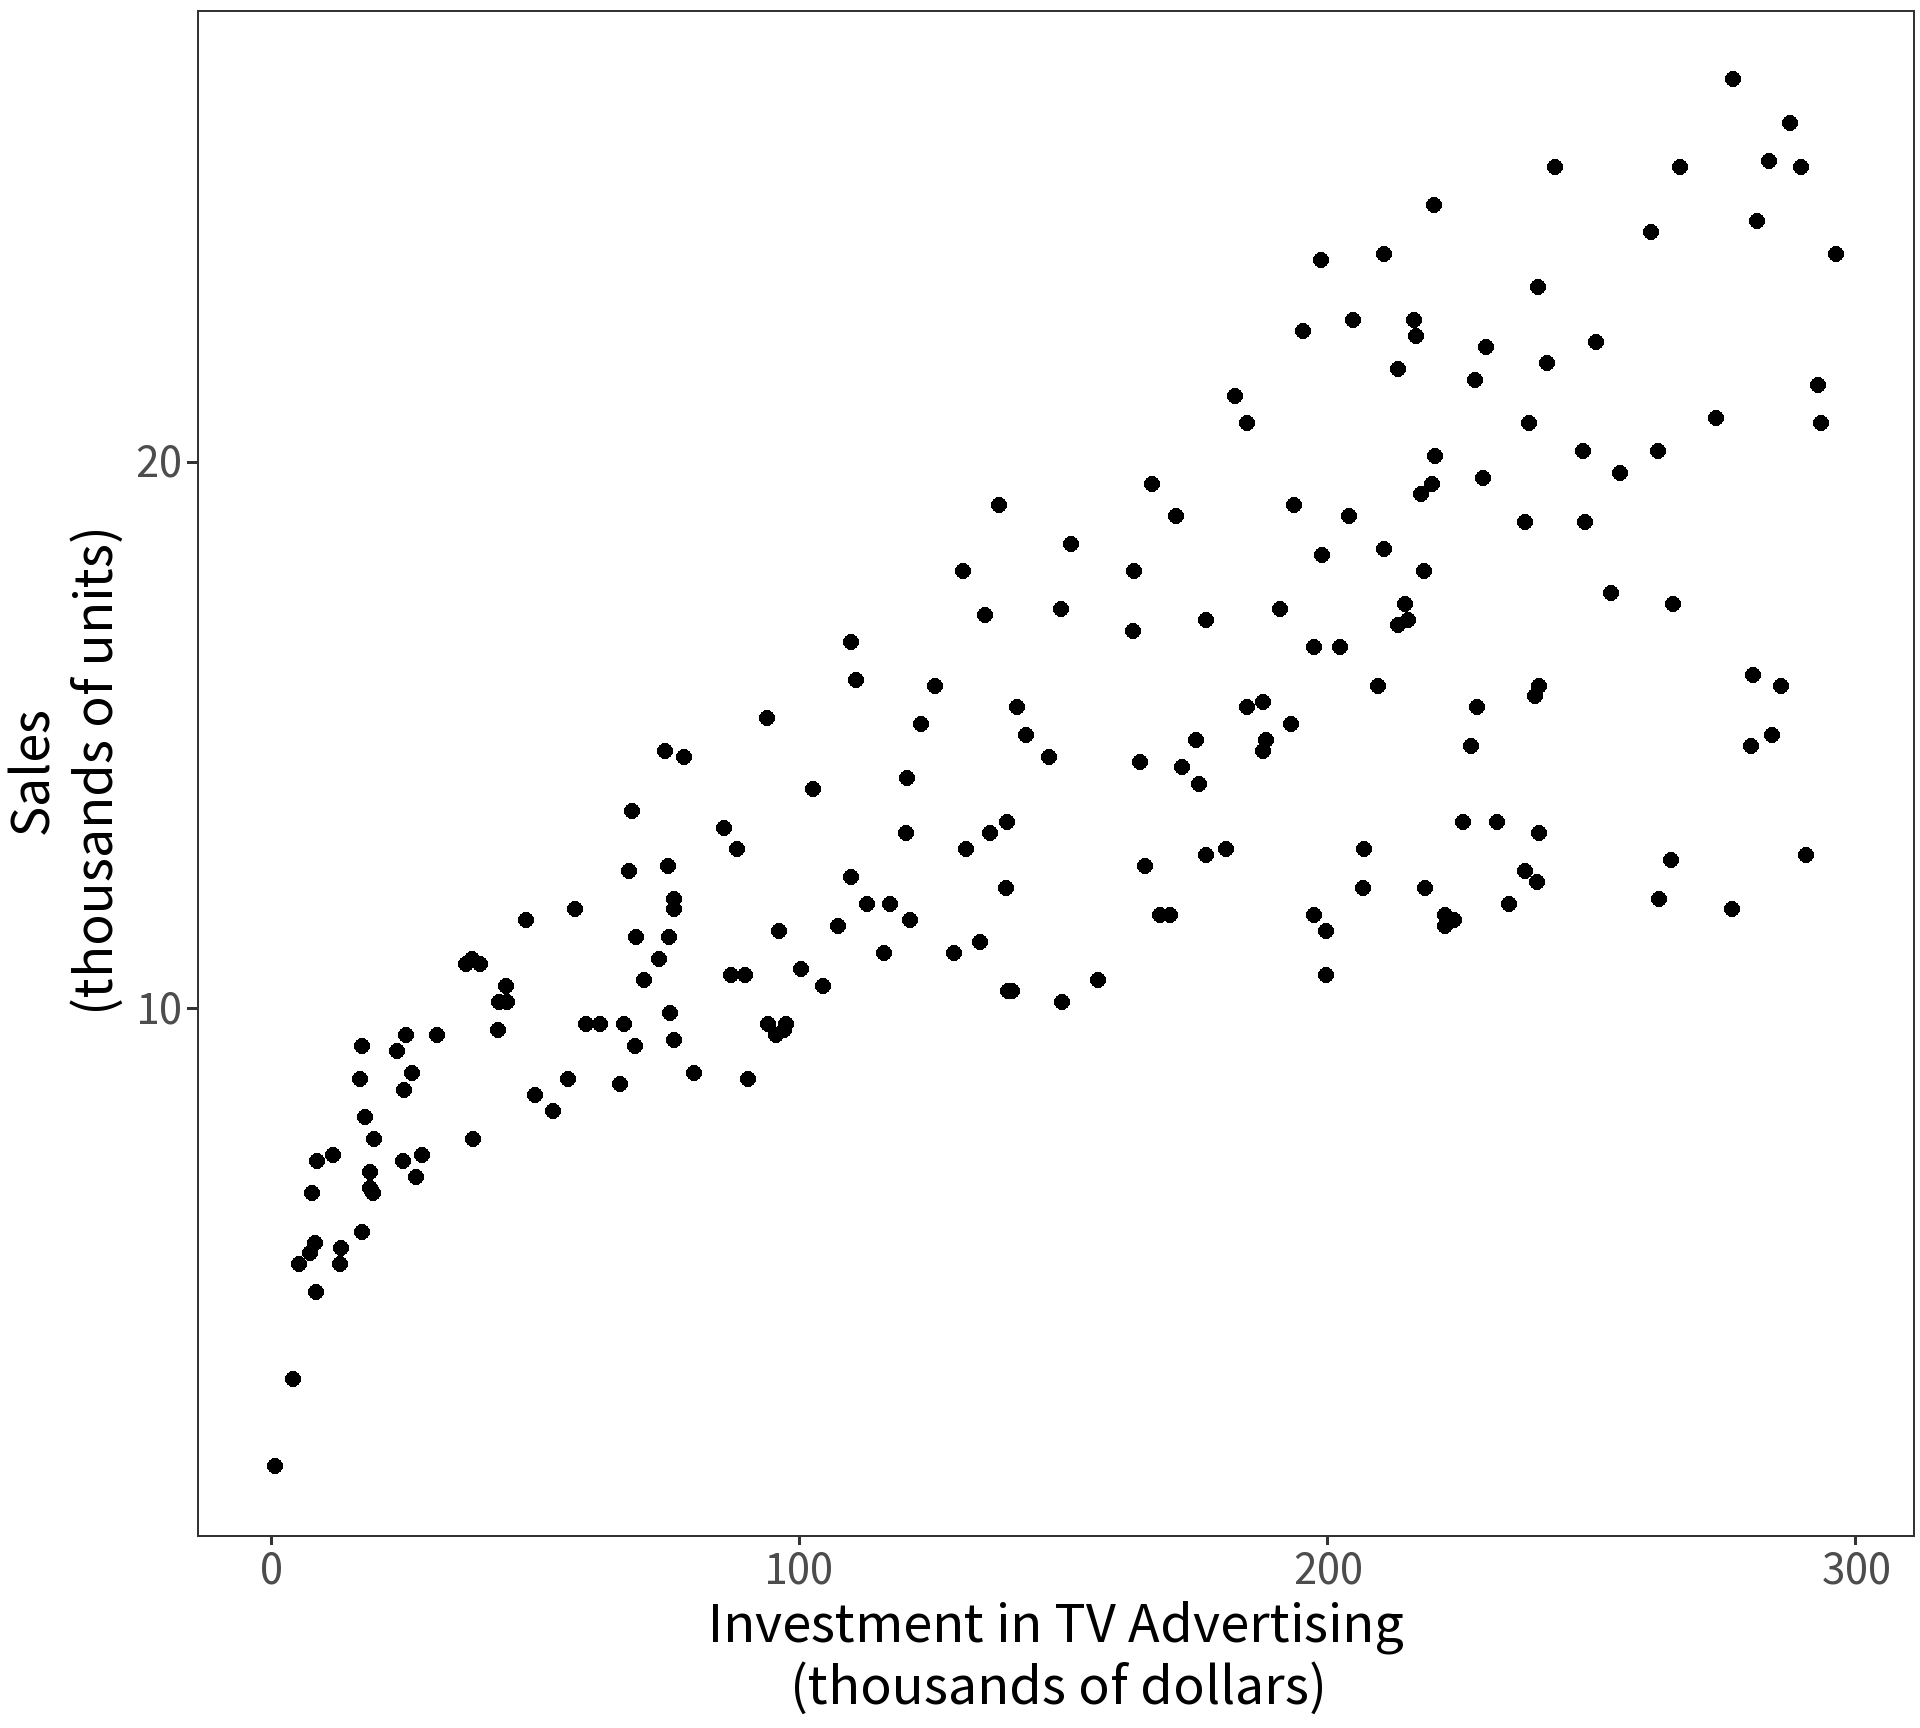 Sales
(thousands of units)
20
10
0 100 200 300
Investment in TV Advertising
(thousands of dollars)